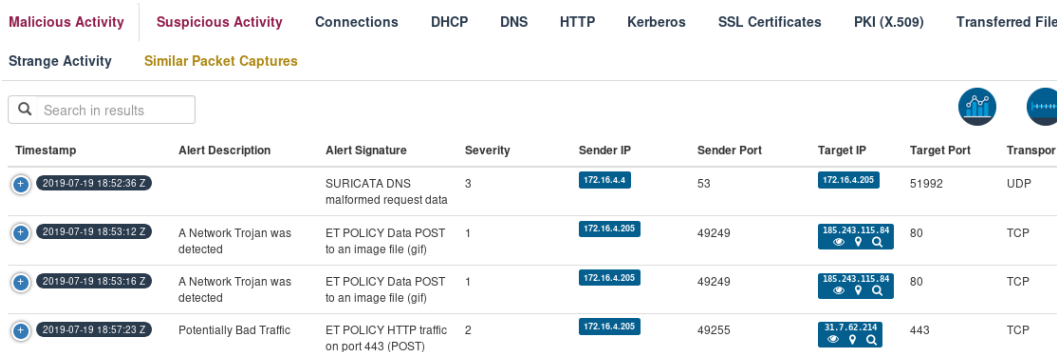 Malicious Activity Suspicious Activity Connections DHCP DNS HTTP Kerberos SSL Certificates PKI (X.509) Transferred File
Strange Activity Similar Packet Captures
Search in results
Timestamp Alert Description Alert Signature Severity Sender IP Sender Port Target IP Target Port Transpor
2019-07-19 18:52:36 Z SURICATA DNS 3 172.16.4.4 53 172.16.4.205 51992 UDP
malformed request data
2019-07-19 18:53:12 Z A Network Trojan was ET POLICY Data POST 1 172.16.4.205 49249 185.243.115.84 80 TCP
detected to an image file (gif)
2019-07-19 18:53:16 Z A Network Trojan was ET POLICY Data POST 1 172.16.4.205 49249 185.243.115.84 80 TCP
detected to an image file (gif)
2019-07-19 18:57:23 Z Potentially Bad Traffic ET POLICY HTTP traffic 2 172.16.4.205 49255 31.7.62.214 443 TCP
on port 443 (POST)